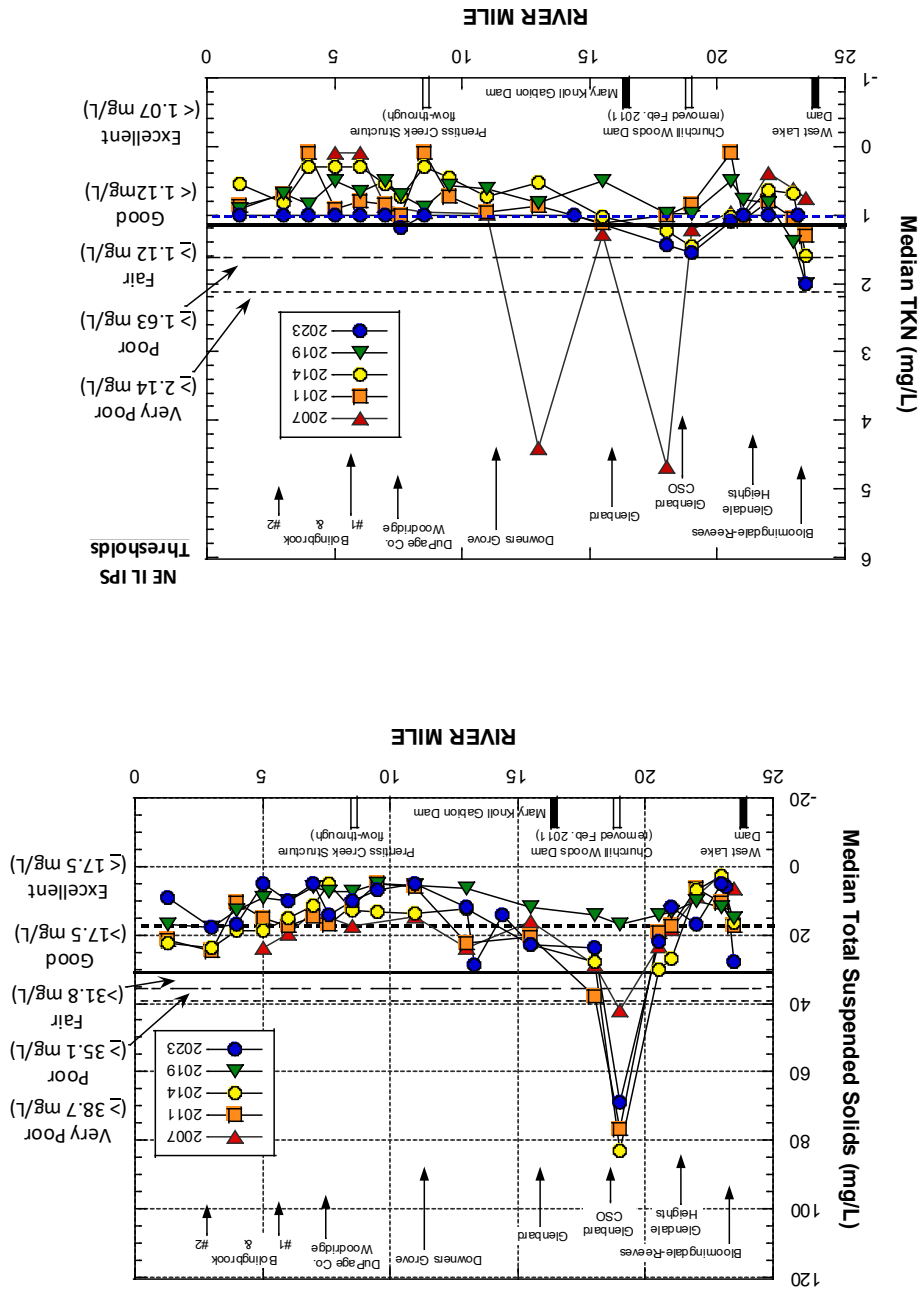 Median Total Suspended Solids (mg/L)
120
100
80
60
40
20
0
-20
Bloomingdale-Reeves
Glendale
Heights
Glenbard
CSO
Glenbard
Downers Grove
DuPage Co.
Woodridge
Bolingbrook
#1 & #2
2007
2011
2014
2019
2023
Very Poor
(≥38.7 mg/L)
Poor
(≥35.1 mg/L)
Fair
(>31.8 mg/L)
Good
(>17.5 mg/L)
Excellent
(≤17.5 mg/L)
West Lake
Dam
Churchill Woods Dam
(removed Feb. 2011)
Mary Knoll Gabion Dam
Prentiss Creek Structure
flow-through)
25 20 15 10 5 0
RIVER MILE
NE IL IPS
Thresholds
Median TKN (mg/L)
6
5
4
3
2
1
0
-1
Bloomingdale-Reeves
Glendale
Heights
Glenbard
CSO
Glenbard
Downers Grove
DuPage Co.
Woodridge
Bolingbrook
#1 & #2
2007
2011
2014
2019
2023
Very Poor
(≥ 2.14 mg/L)
Poor
(≥1.63 mg/L)
Fair
(≥1.12 mg/L)
Good
(<1.12mg/L)
Excellent
(< 1.07 mg/L)
West Lake
Dam
Churchill Woods Dam
(removed Feb. 2011)
Mary Knoll Gabion Dam
Prentiss Creek Structure
flow-through)
25 20 15 10 5 0
RIVER MILE